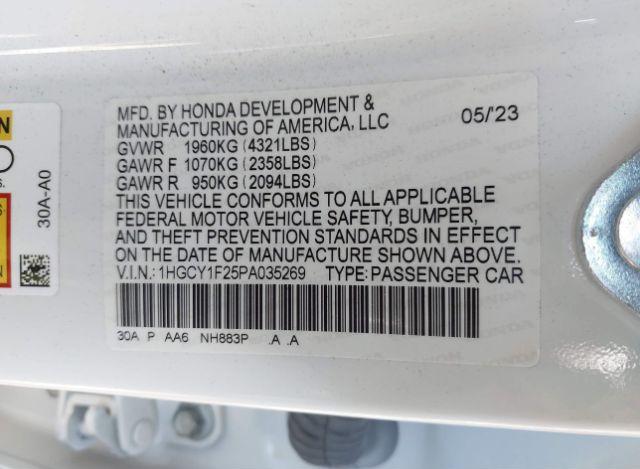 MFD. BY HONDA DEVELOPMENT &
MANUFACTURING OF AMERICA, LLC 05/'23
GVWR 1960KG (4321LBS)
GAWR F 1070KG (2358LBS)
GAWR R 950KG (2094LBS)
THIS VEHICLE CONFORMS TO ALL APPLICABLE
FEDERAL MOTOR VEHICLE SAFETY, BUMPER,
AND THEFT PREVENTION STANDARDS IN EFFECT
ON THE DATE OF MANUFACTURE SHOWN ABOVE.
V.I.N.: 1HGCY1F25PA035269 TYPE: PASSENGER CAR
30A P AA6 NH883P .A .A
30A-A0